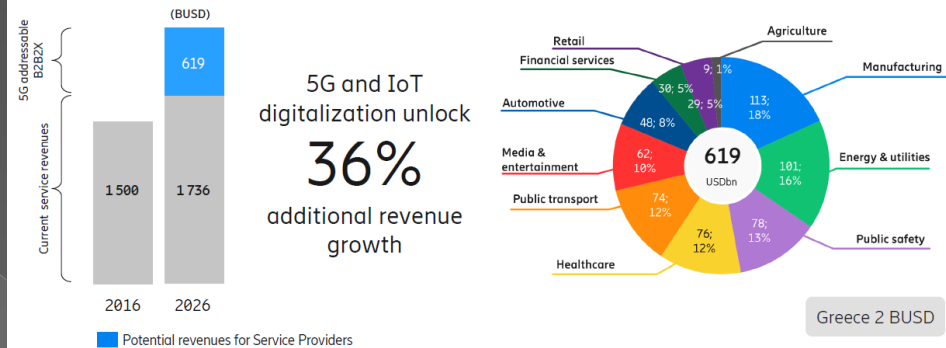 (BUSD)
5G addressable
B2B2X
Current service revenues
619
1 500
1 736
2016
2026
Potential revenues for Service Providers
5G and IoT
digitalization unlock
36%
additional revenue
growth
Agriculture
Retail
Financial services
Automotive
Media &
entertainment
Public transport
Healthcare
Manufacturing
Energy & utilities
Public safety
9; 1%
29; 5%
30; 5%
48; 8%
62;
10%
74;
12%
76;
12%
78;
13%
101;
16%
113;
18%
619
USDbn
Greece 2 BUSD